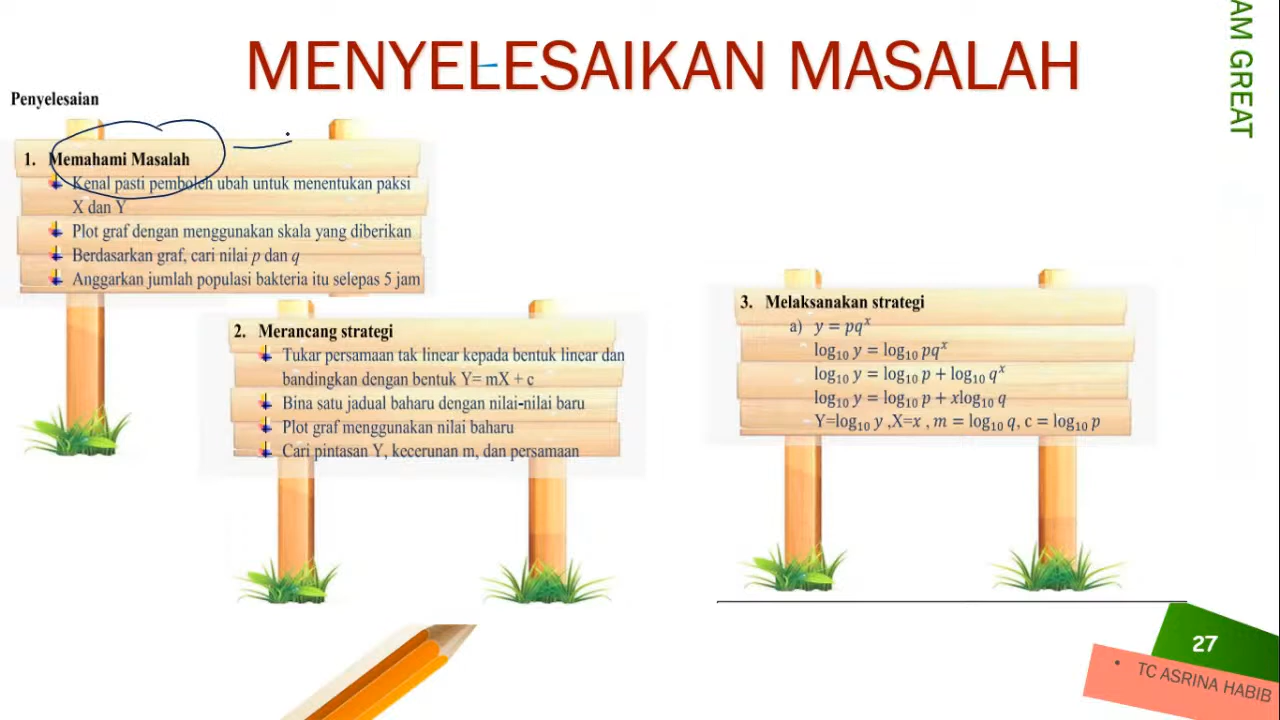 MENYELESAIKAN MASALAH
AM GREAT
Penyelesaian
1. Memahami Masalah
Kenal pasti pemboleh ubah untuk menentukan paksi
X dan Y
Plot graf dengan menggunakan skala yang diberikan
Berdasarkan graf, cari nilai p dan q
Anggarkan jumlah populasi bakteria itu selepas 5 jam
2. Merancang strategi
Tukar persamaan tak linear kepada bentuk linear dan
bandingkan dengan bentuk Y= mX + c
Bina satu jadual baharu dengan nilai-nilai baru
Plot graf menggunakan nilai baharu
Cari pintasan Y, kecerunan m, dan persamaan
3. Melaksanakan strategi
a) y = pqˣ
log₁₀ y = log₁₀ pqˣ
log₁₀ y = log₁₀ p + log₁₀ qˣ
log₁₀ y = log₁₀ p + xlog₁₀ q
Y=log₁₀ y ,X=x , m = log₁₀ q, c = log₁₀ p
27
• TC ASRINA HABIB